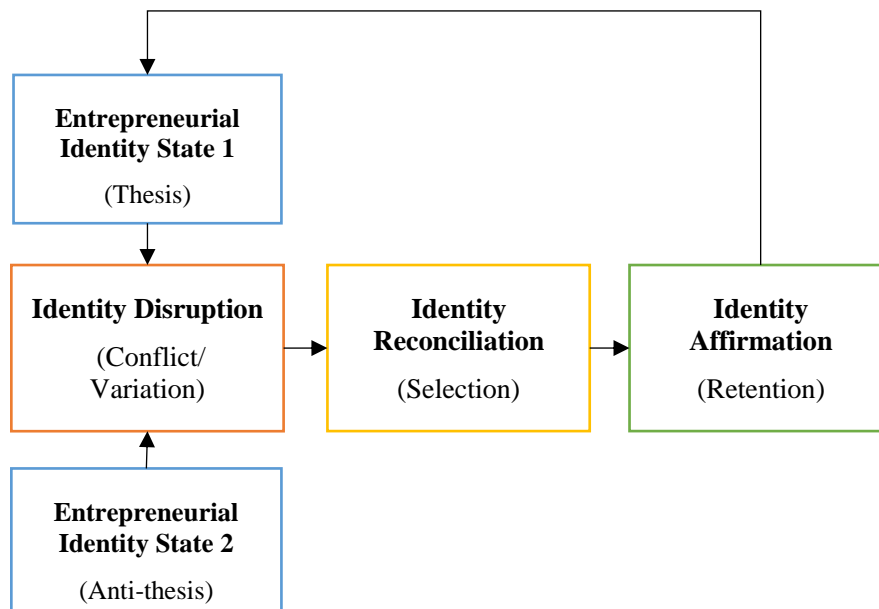 Entrepreneurial
Identity State 1
(Thesis)
Identity Disruption
(Conflict/
Variation)
Identity
Reconciliation
(Selection)
Identity
Affirmation
(Retention)
Entrepreneurial
Identity State 2
(Anti-thesis)